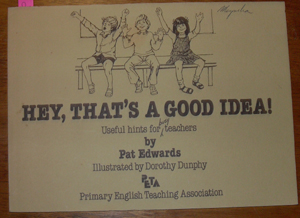 HEY, THAT'S A GOOD IDEA!
Useful hints for busy teachers
by
Pat Edwards
Illustrated by Dorothy Dunphy
PETA
Primary English Teaching Association